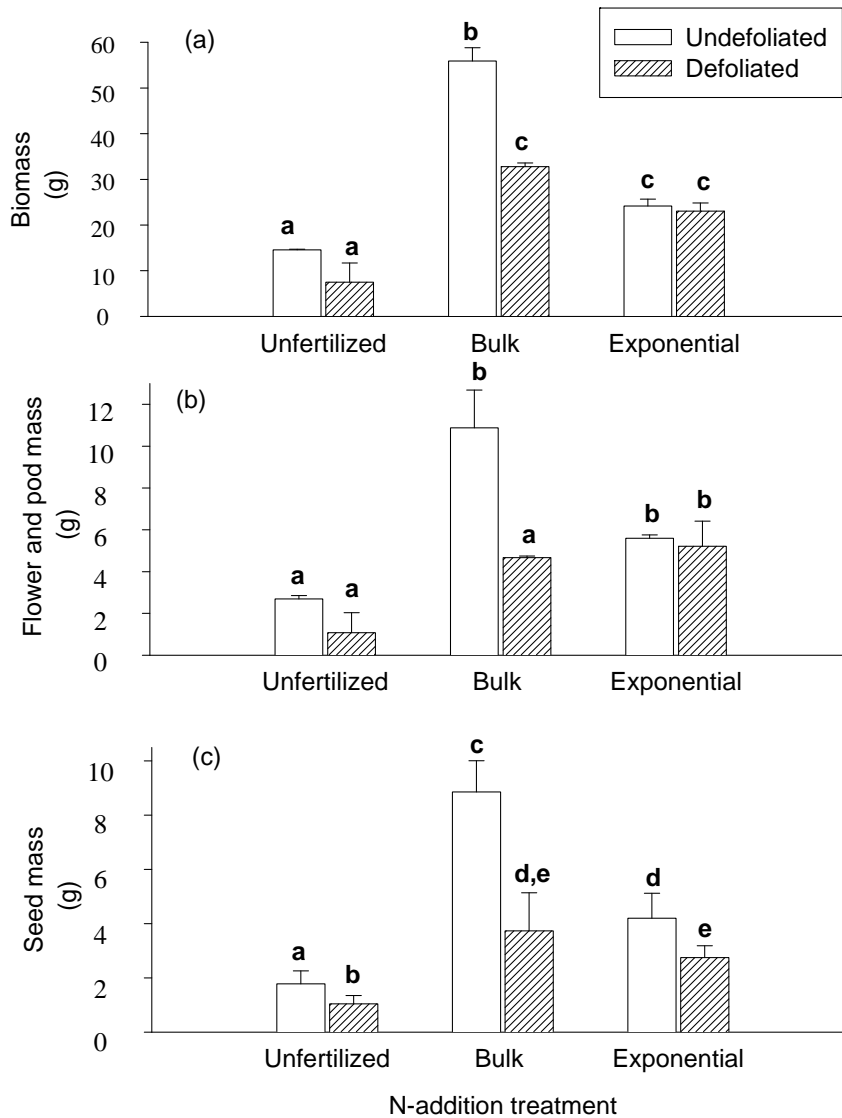 (a)
Undefoliated
Defoliated
Biomass
(g)
60
50
40
30
20
10
0
a
a
b
c
c
c
Unfertilized Bulk Exponential
(b)
Flower and pod mass
(g)
12
10
8
6
4
2
0
a
a
b
a
b
b
Unfertilized Bulk Exponential
(c)
Seed mass
(g)
10
8
6
4
2
0
a
b
c
d,e
d
e
Unfertilized Bulk Exponential
N-addition treatment